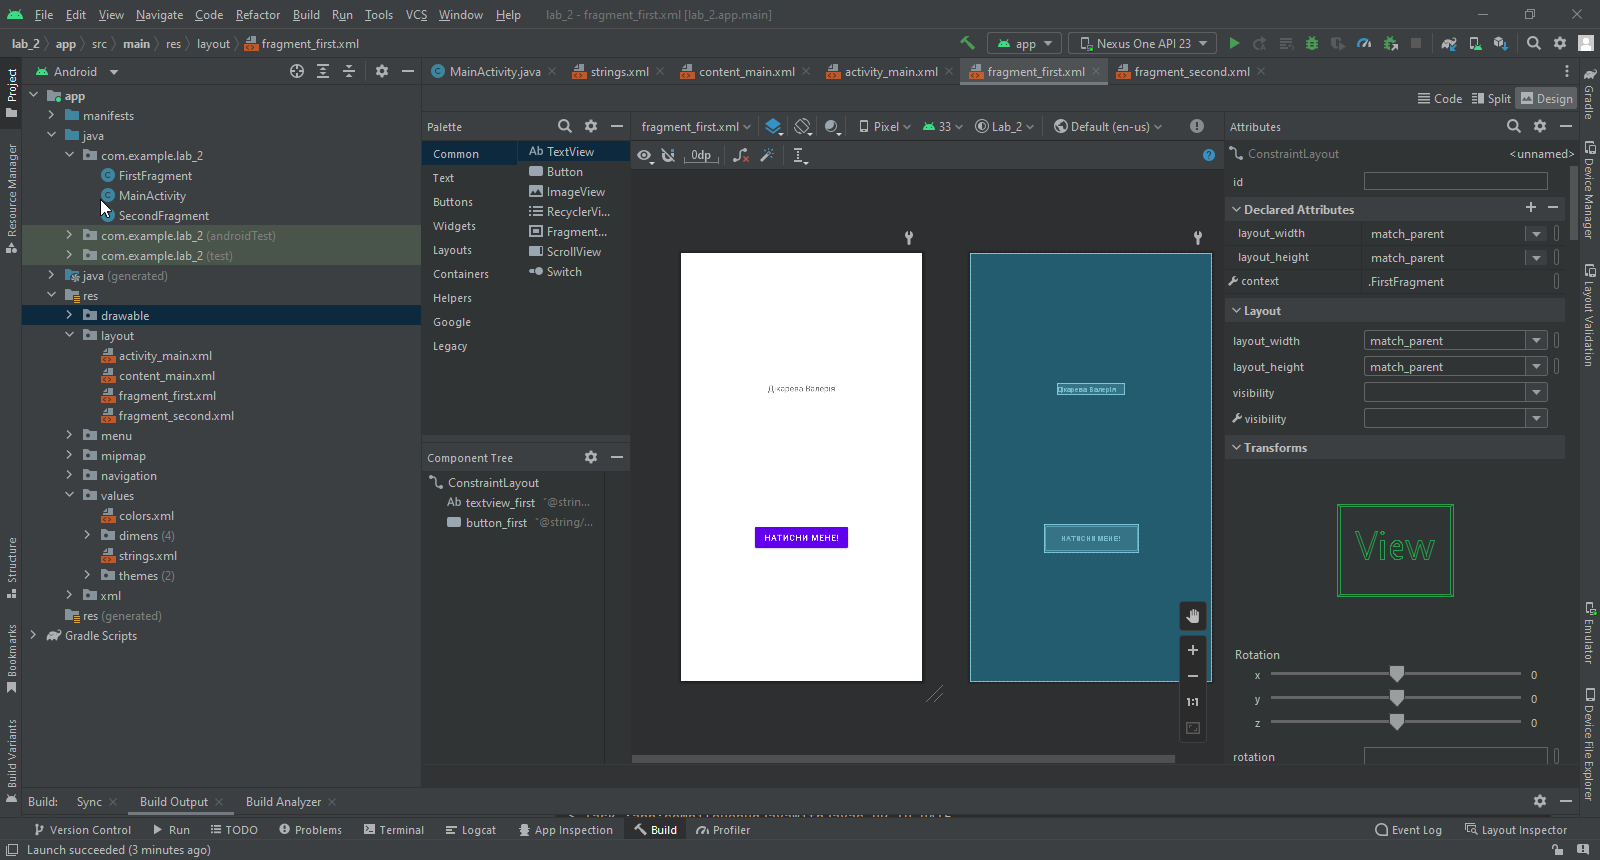 File Edit View Navigate Code Refactor Build Run Tools VCS Window Help lab_2 - fragment_first.xml [lab_2.app.main]
lab_2 app src main res layout fragment_first.xml app Nexus One API 23
Android MainActivity.java strings.xml content_main.xml activity_main.xml fragment_first.xml fragment_second.xml
Code Split Design
Project
Resource Manager
Structure
Bookmarks
Build Variants
app
manifests
java
com.example.lab_2
FirstFragment
MainActivity
SecondFragment
com.example.lab_2 (androidTest)
com.example.lab_2 (test)
java (generated)
res
drawable
layout
activity_main.xml
content_main.xml
fragment_first.xml
fragment_second.xml
menu
mipmap
navigation
values
colors.xml
dimens (4)
strings.xml
themes (2)
xml
res (generated)
Gradle Scripts
Palette
Common
Text
Buttons
Widgets
Layouts
Containers
Helpers
Google
Legacy
Ab TextView
Button
ImageView
RecyclerVi...
Fragment...
ScrollView
Switch
Component Tree
ConstraintLayout
Ab textview_first "@strin...
button_first "@string/...
fragment_first.xml Pixel 33 Lab_2 Default (en-us)
0dp
Дікарева Валерія
НАТИСНИ МЕНЕ!
Дікарева Валерія
НАТИСНИ МЕНЕ!
1:1
Attributes
ConstraintLayout <unnamed>
id
Declared Attributes
layout_width match_parent
layout_height match_parent
context .FirstFragment
Layout
layout_width match_parent
layout_height match_parent
visibility
visibility
Transforms
View
Rotation
x 0
y 0
z 0
rotation
Gradle
Device Manager
Layout Validation
Emulator
Device File Explorer
Build: Sync Build Output Build Analyzer
Version Control Run TODO Problems Terminal Logcat App Inspection Build Profiler Event Log Layout Inspector
Launch succeeded (3 minutes ago)